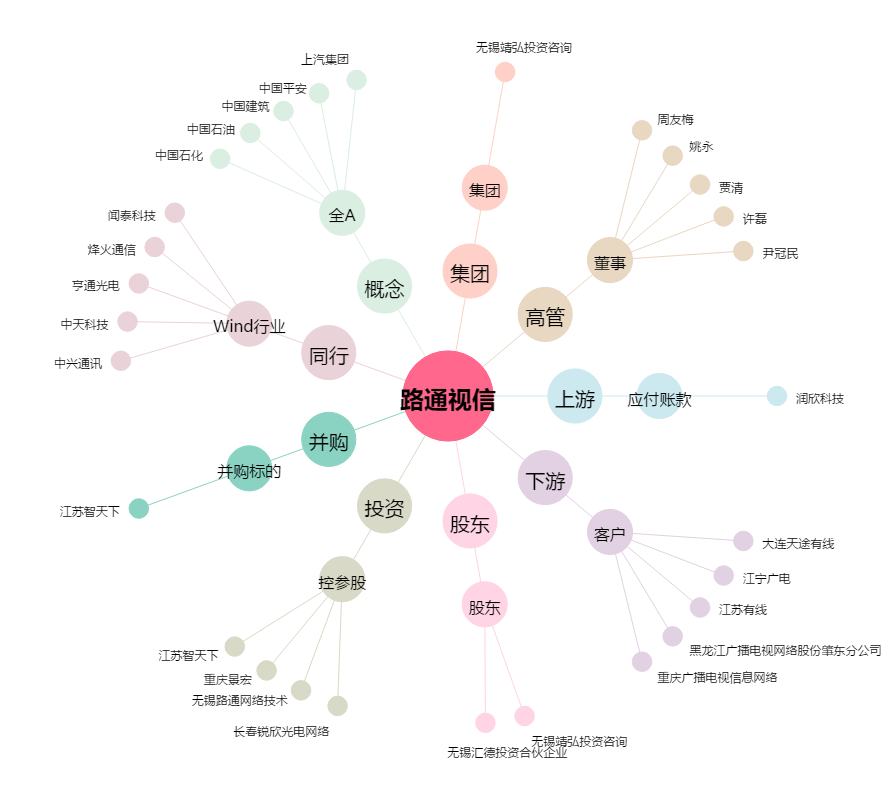 无锡靖弘投资咨询
上汽集团
中国平安
中国建筑
中国石油
中国石化
集团
全A
集团
概念
周友梅
姚永
贾清
许磊
尹冠民
董事
高管
闻泰科技
烽火通信
亨通光电
中天科技
中兴通讯
Wind行业
同行
路通视信
上游
应付账款
润欣科技
并购
并购标的
江苏智天下
投资
控参股
江苏智天下
重庆景宏
无锡路通网络技术
长春锐欣光电网络
股东
股东
无锡汇德投资合伙企业
无锡靖弘投资咨询
下游
客户
大连天途有线
江宁广电
江苏有线
黑龙江广播电视网络股份肇东分公司
重庆广播电视信息网络